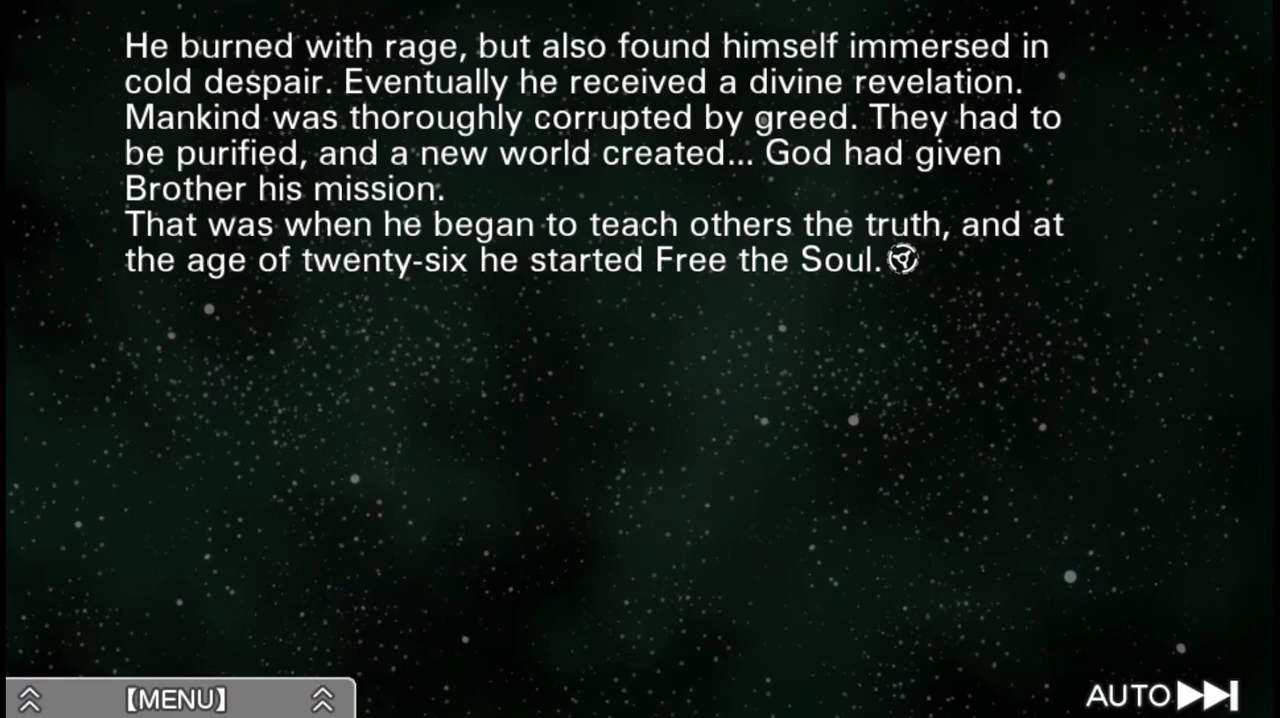 He burned with rage, but also found himself immersed in
cold despair. Eventually he received a divine revelation.
Mankind was thoroughly corrupted by greed. They had to
be purified, and a new world created... God had given
Brother his mission.
That was when he began to teach others the truth, and at
the age of twenty-six he started Free the Soul.
【MENU】
AUTO